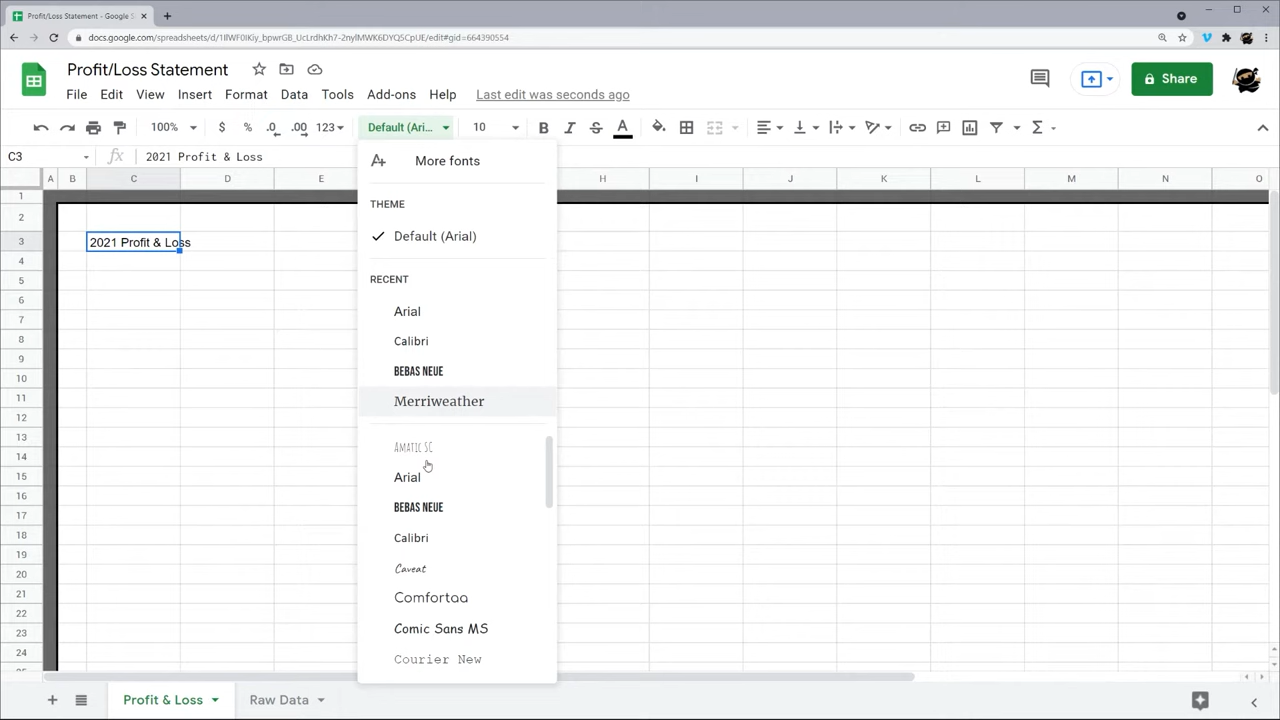 Profit/Loss Statement - Google S
docs.google.com/spreadsheets/d/1IlWF0IKiy_bpwrGB_UcLrdhKh7-2nylMWK6DYQ5CpUE/edit#gid=664390554
Profit/Loss Statement
File Edit View Insert Format Data Tools Add-ons Help Last edit was seconds ago
Share
100% $ % .0 .00 123 Default (Ari... 10 B I S A
C3 fx 2021 Profit & Loss
A B C D E H I J K L M N O
1
2
3 2021 Profit & Loss
4
5
6
7
8
9
10
11
12
13
14
15
16
17
18
19
20
21
22
23
24
More fonts
THEME
Default (Arial)
RECENT
Arial
Calibri
BEBAS NEUE
Merriweather
AMATIC SC
Arial
BEBAS NEUE
Calibri
Caveat
Comfortaa
Comic Sans MS
Courier New
Profit & Loss Raw Data